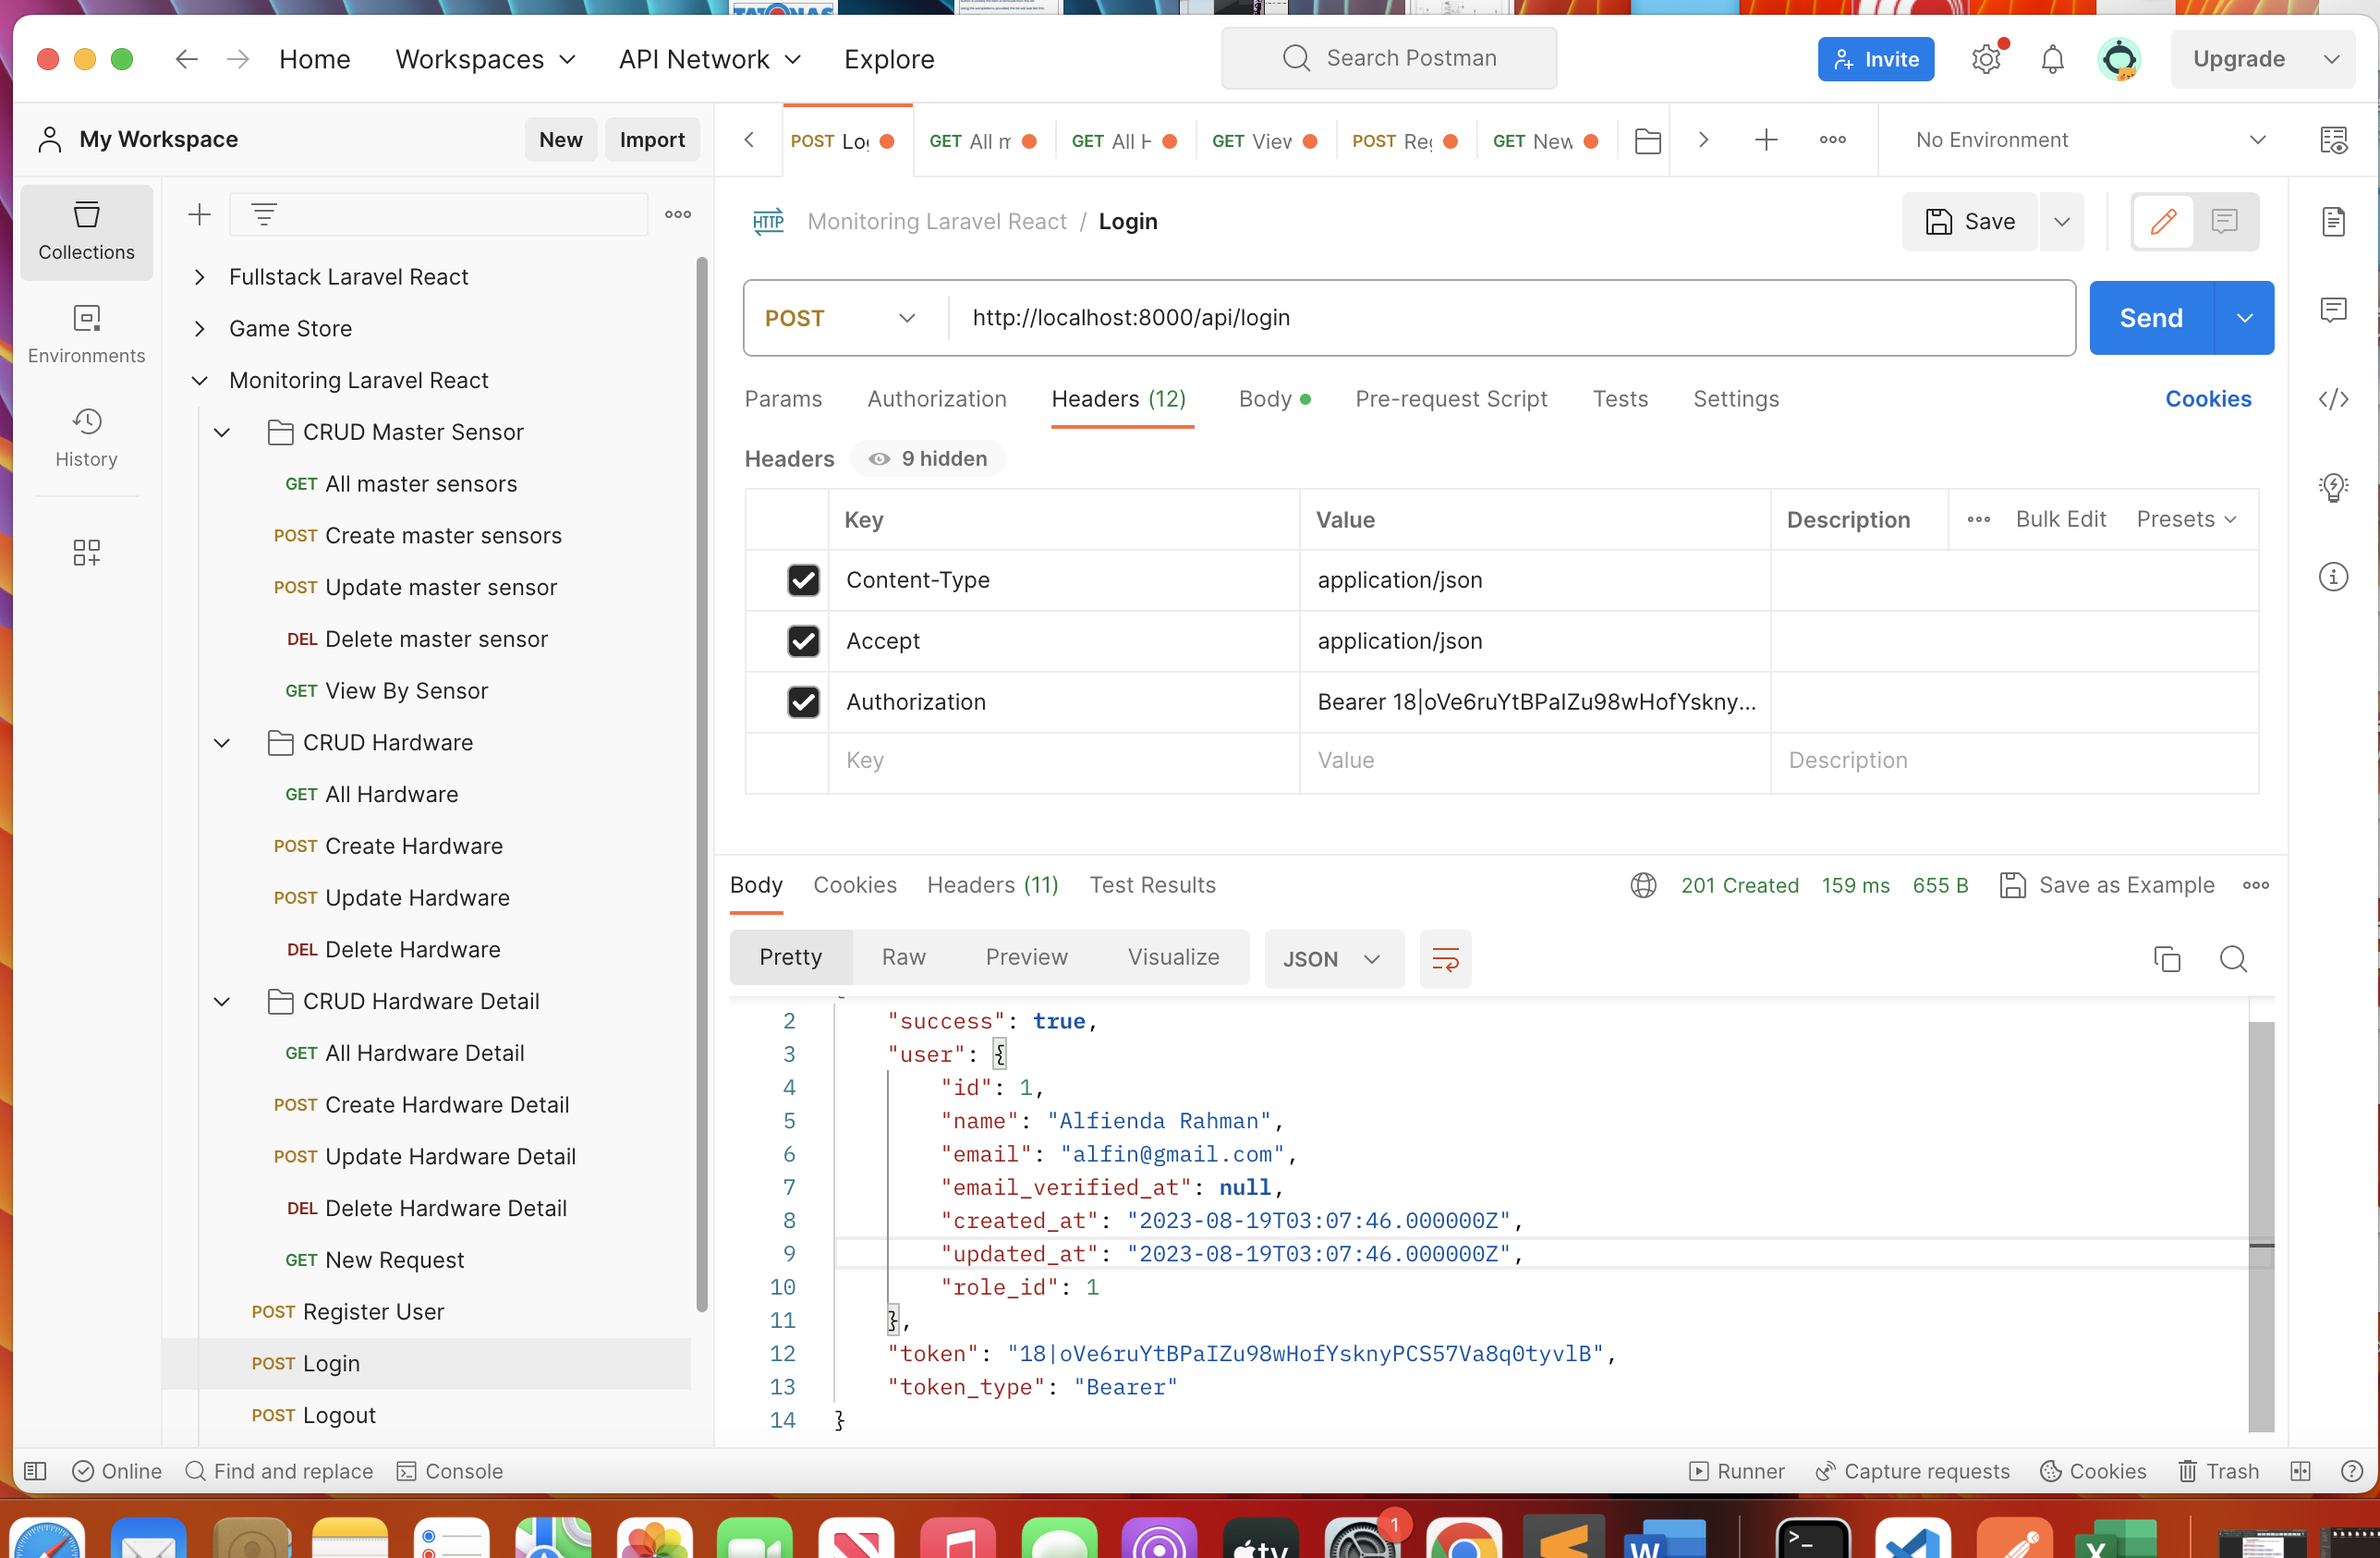 TATONAS
Home
Workspaces
API Network
Explore
Search Postman
Invite
Upgrade
My Workspace
New
Import
POST
GET All
GET All
GET
POST
GET New
No Environment
Collections
Environments
History
Fullstack Laravel React
Game Store
Monitoring Laravel React
CRUD Master Sensor
GET All master sensors
POST Create master sensors
POST Update master sensor
DEL Delete master sensor
GET View By Sensor
CRUD Hardware
GET All Hardware
POST Create Hardware
POST Update Hardware
DEL Delete Hardware
CRUD Hardware Detail
GET All Hardware Detail
POST Create Hardware Detail
POST Update Hardware Detail
DEL Delete Hardware Detail
GET New Request
POST Register User
POST Login
POST Logout
HTTP Monitoring Laravel React / Login
Save
POST http://localhost:8000/api/login
Send
Params Authorization Headers (12) Body Pre-request Script Tests Settings Cookies
Headers 9 hidden
Key Value Description Bulk Edit Presets
Content-Type application/json
Accept application/json
Authorization Bearer 18|oVe6ruYtBPaIZu98wHofYskny...
Key Value Description
Body Cookies Headers (11) Test Results 201 Created 159 ms 655 B Save as Example
Pretty Raw Preview Visualize JSON
2 "success": true,
3 "user": {
4 "id": 1,
5 "name": "Alfienda Rahman",
6 "email": "alfin@gmail.com",
7 "email_verified_at": null,
8 "created_at": "2023-08-19T03:07:46.000000Z",
9 "updated_at": "2023-08-19T03:07:46.000000Z",
10 "role_id": 1
11 },
12 "token": "18|oVe6ruYtBPaIZu98wHofYsknyPCS57Va8q0tyvlB",
13 "token_type": "Bearer"
14 }
Online Find and replace Console Runner Capture requests Cookies Trash
1
tv
W
X